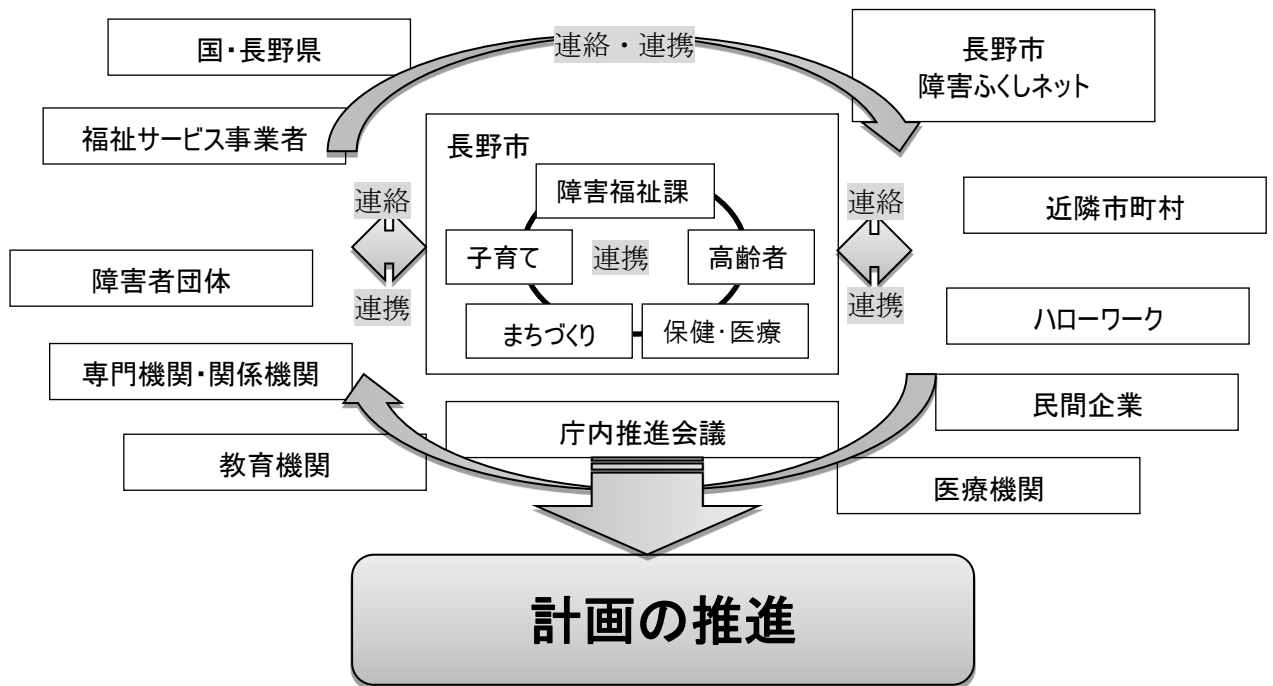 国・長野県
連絡・連携
長野市
障害ふくしネット
福祉サービス事業者
長野市
障害福祉課
連絡
連絡
近隣市町村
子育て
連携
高齢者
障害者団体
連携
連携
ハローワーク
まちづくり
保健・医療
専門機関・関係機関
民間企業
庁内推進会議
教育機関
医療機関
計画の推進